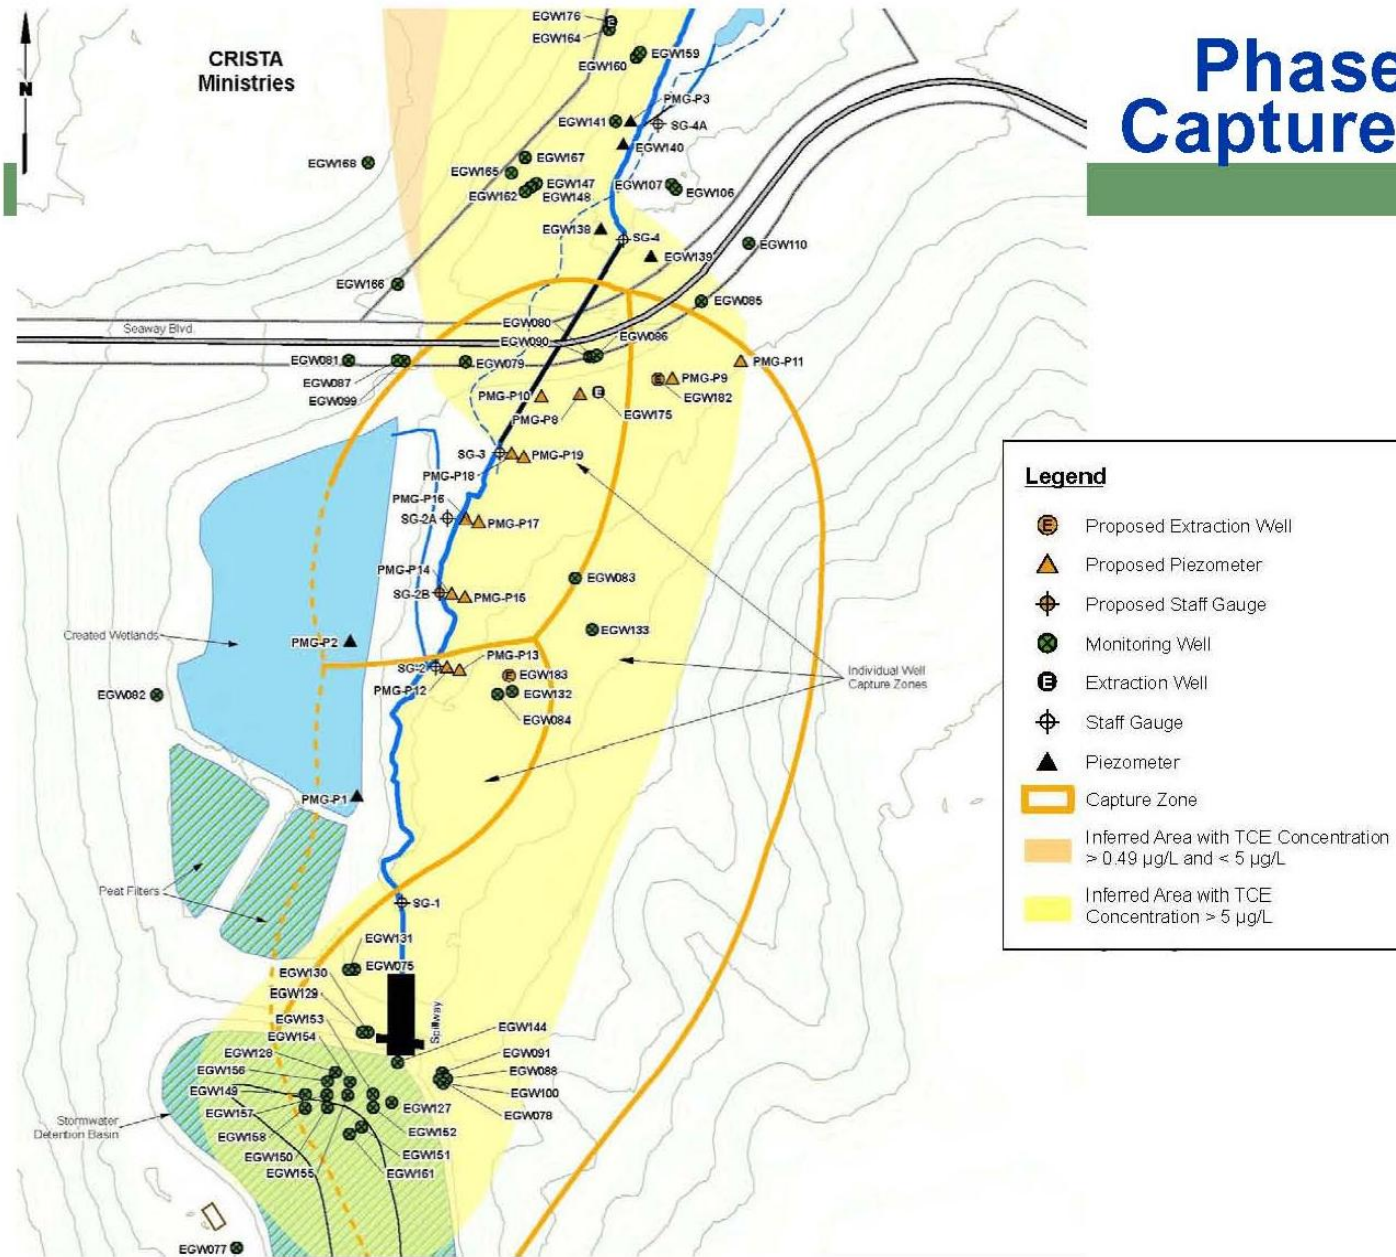 Phase
Capture
N
CRISTA
Ministries
EGW176
EGW164
EGW159
EGW160
PMG-P3
EGW141
SG-4A
EGW140
EGW168
EGW167
EGW165
EGW147
EGW107
EGW106
EGW162
EGW148
EGW138
SG-4
EGW110
EGW139
EGW166
EGW085
Seaway Blvd.
EGW080
EGW086
EGW090
EGW081
EGW079
PMG-P11
EGW087
PMG-P9
EGW099
PMG-P10
EGW182
EGW175
PMG-P8
SG-3
PMG-P19
PMG-P18
PMG-P16
SG-2A
PMG-P17
PMG-P14
EGW083
SG-2B
PMG-P15
Created Wetlands
EGW133
PMG-P2
PMG-P13
SG-2
EGW183
Individual Well
Capture Zones
PMG-P12
EGW132
EGW082
EGW084
PMG-P1
Peat Filters
SG-1
EGW131
EGW075
EGW130
EGW129
Spillway
EGW153
EGW154
EGW144
EGW128
EGW091
EGW156
EGW088
EGW149
EGW100
EGW157
EGW127
EGW078
Stormwater
Detention Basin
EGW158
EGW152
EGW150
EGW151
EGW155
EGW161
EGW077
Legend
E Proposed Extraction Well
Proposed Piezometer
Proposed Staff Gauge
Monitoring Well
E Extraction Well
Staff Gauge
Piezometer
Capture Zone
Inferred Area with TCE Concentration
> 0.49 µg/L and < 5 µg/L
Inferred Area with TCE
Concentration > 5 µg/L